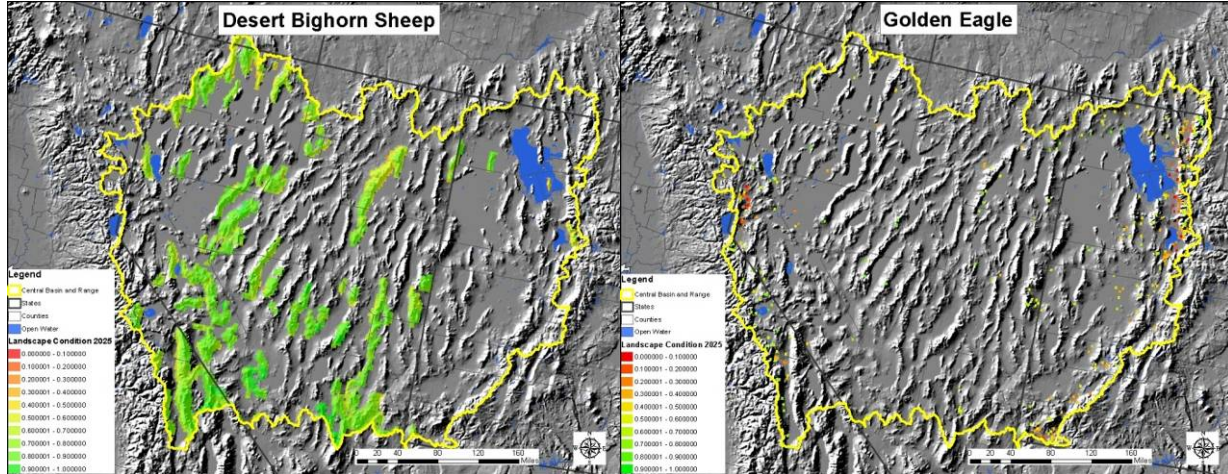 Desert Bighorn Sheep
Legend
Central Basin and Range
States
Counties
Open Water
Landscape Condition 2025
0.000000 - 0.100000
0.100001 - 0.200000
0.200001 - 0.300000
0.300001 - 0.400000
0.400001 - 0.500000
0.500001 - 0.600000
0.600001 - 0.700000
0.700001 - 0.800000
0.800001 - 0.900000
0.900001 - 1.000000
0 20 40 80 120 160
Miles
Golden Eagle
Legend
Central Basin and Range
States
Counties
Open Water
Landscape Condition 2025
0.000000 - 0.100000
0.100001 - 0.200000
0.200001 - 0.300000
0.300001 - 0.400000
0.400001 - 0.500000
0.500001 - 0.600000
0.600001 - 0.700000
0.700001 - 0.800000
0.800001 - 0.900000
0.900001 - 1.000000
0 20 40 80 120 160
Miles